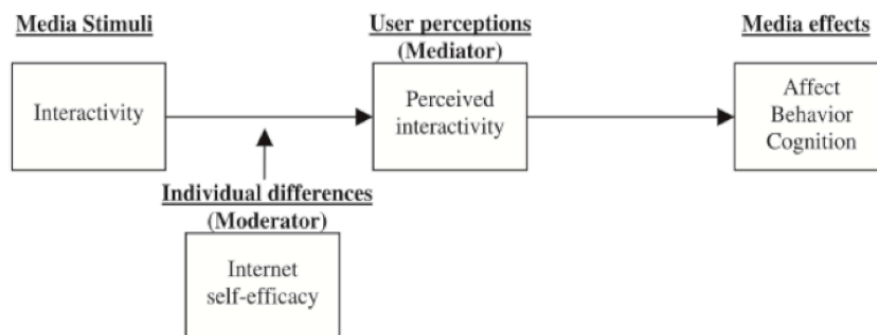 Media Stimuli
Interactivity
User perceptions
(Mediator)
Perceived
interactivity
Media effects
Affect
Behavior
Cognition
Individual differences
(Moderator)
Internet
self-efficacy